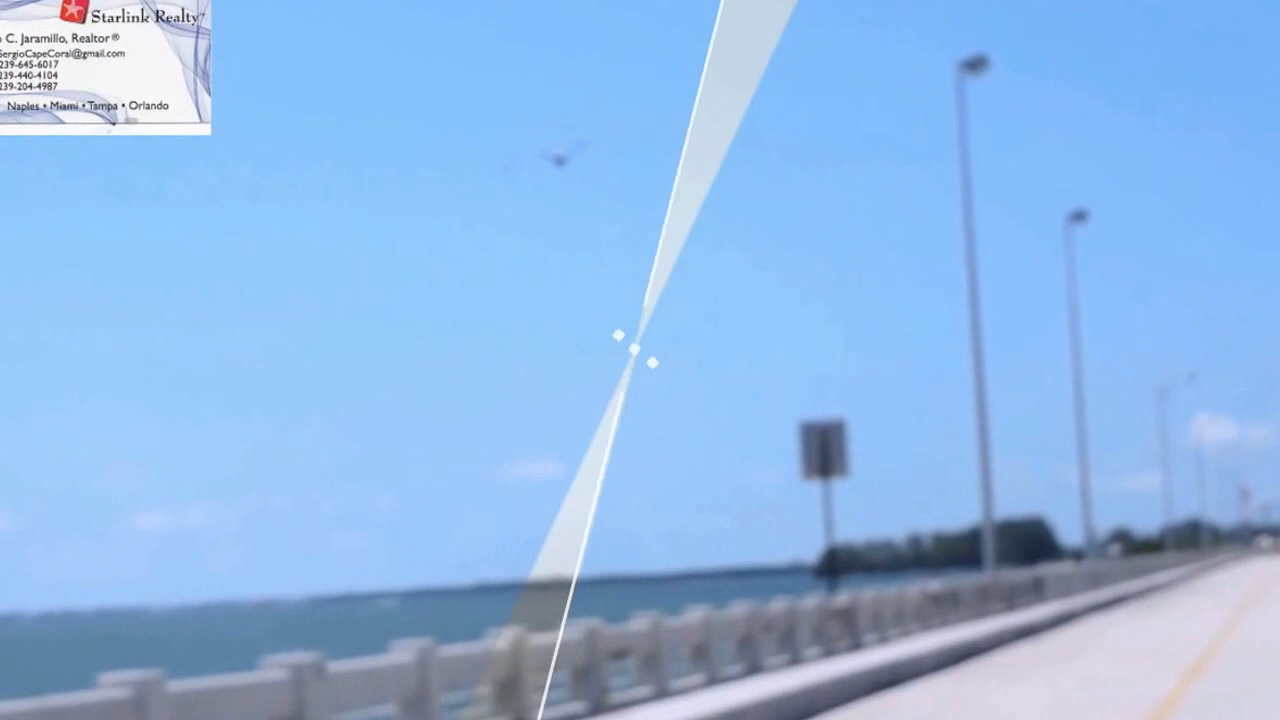 Starlink Realty
C. Jaramillo, Realtor®
SergioCapeCoral@gmail.com
239-645-6017
239-440-4104
239-204-4987
Naples • Miami • Tampa • Orlando